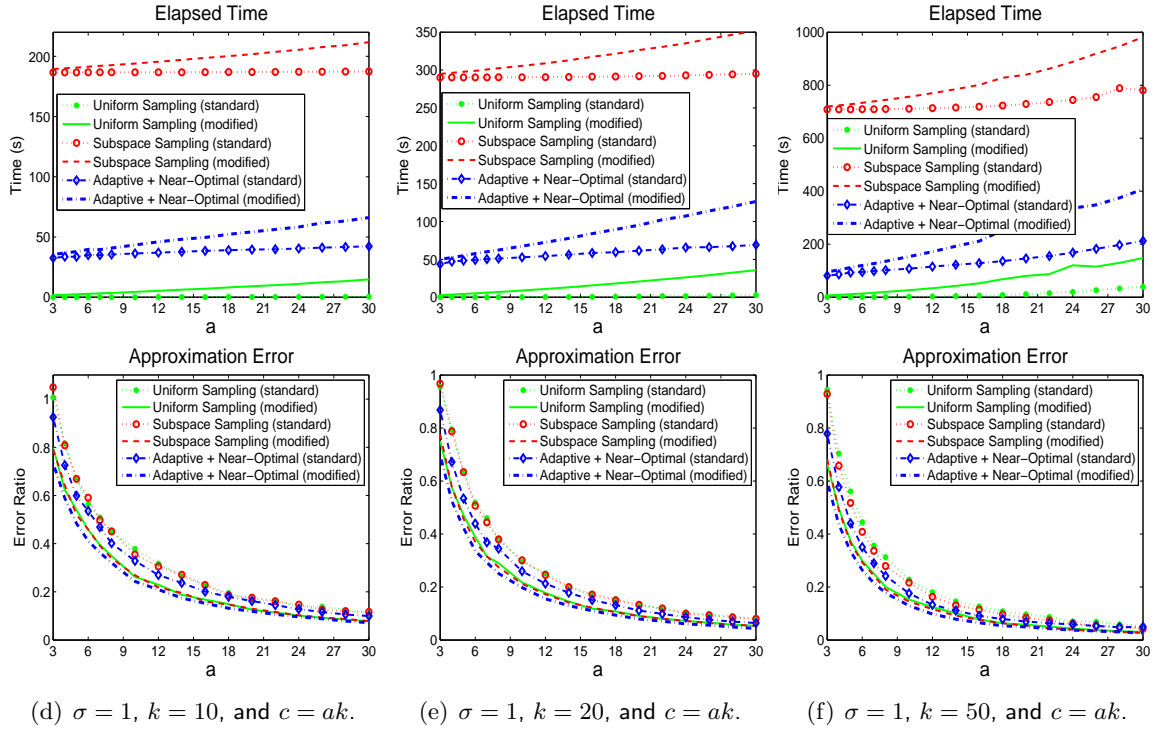 Elapsed Time
200
150
100
50
0
Time (s)
Uniform Sampling (standard)
Uniform Sampling (modified)
Subspace Sampling (standard)
Subspace Sampling (modified)
Adaptive + Near−Optimal (standard)
Adaptive + Near−Optimal (modified)
3 6 9 12 15 18 21 24 27 30
a
Elapsed Time
350
300
250
200
150
100
50
0
Time (s)
Uniform Sampling (standard)
Uniform Sampling (modified)
Subspace Sampling (standard)
Subspace Sampling (modified)
Adaptive + Near−Optimal (standard)
Adaptive + Near−Optimal (modified)
3 6 9 12 15 18 21 24 27 30
a
Elapsed Time
1000
800
600
400
200
0
Time (s)
Uniform Sampling (standard)
Uniform Sampling (modified)
Subspace Sampling (standard)
Subspace Sampling (modified)
Adaptive + Near−Optimal (standard)
Adaptive + Near−Optimal (modified)
3 6 9 12 15 18 21 24 27 30
a
Approximation Error
1
0.8
0.6
0.4
0.2
0
Error Ratio
Uniform Sampling (standard)
Uniform Sampling (modified)
Subspace Sampling (standard)
Subspace Sampling (modified)
Adaptive + Near−Optimal (standard)
Adaptive + Near−Optimal (modified)
3 6 9 12 15 18 21 24 27 30
a
Approximation Error
1
0.8
0.6
0.4
0.2
0
Error Ratio
Uniform Sampling (standard)
Uniform Sampling (modified)
Subspace Sampling (standard)
Subspace Sampling (modified)
Adaptive + Near−Optimal (standard)
Adaptive + Near−Optimal (modified)
3 6 9 12 15 18 21 24 27 30
a
Approximation Error
1
0.8
0.6
0.4
0.2
0
Error Ratio
Uniform Sampling (standard)
Uniform Sampling (modified)
Subspace Sampling (standard)
Subspace Sampling (modified)
Adaptive + Near−Optimal (standard)
Adaptive + Near−Optimal (modified)
3 6 9 12 15 18 21 24 27 30
a
(d) σ = 1, k = 10, and c = ak.
(e) σ = 1, k = 20, and c = ak.
(f) σ = 1, k = 50, and c = ak.